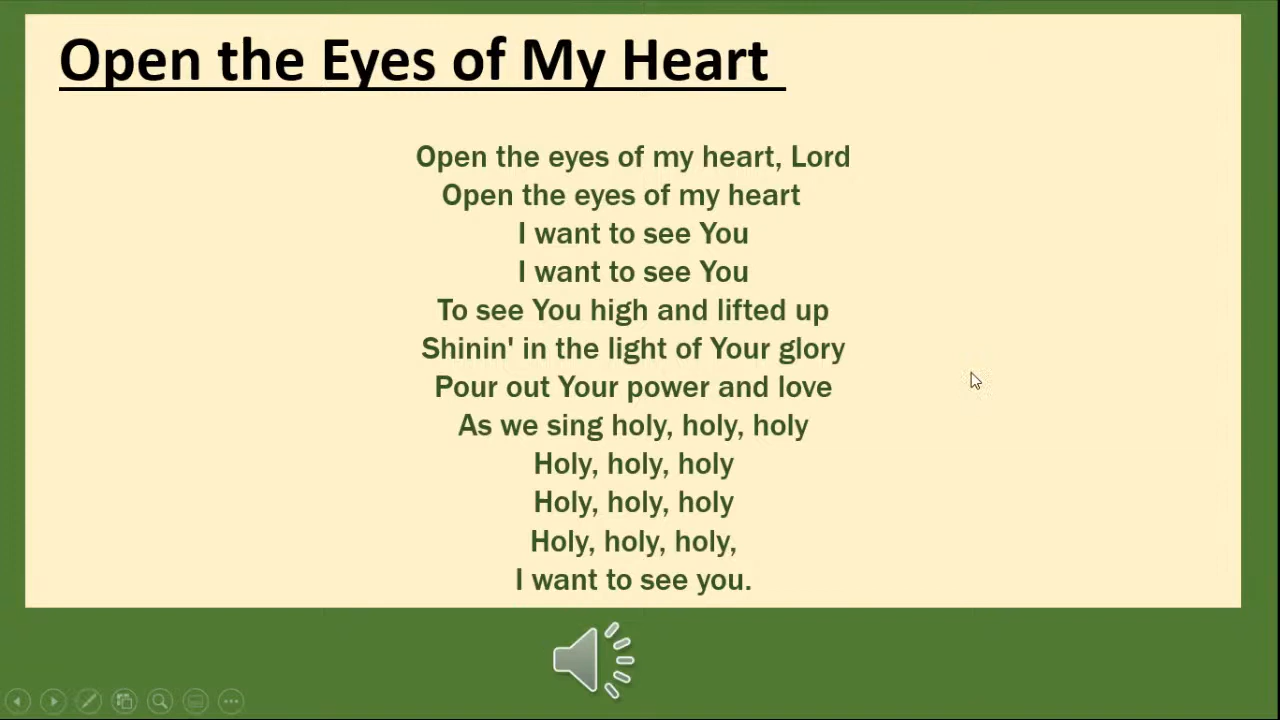 Open the Eyes of My Heart
Open the eyes of my heart, Lord
Open the eyes of my heart
I want to see You
I want to see You
To see You high and lifted up
Shinin' in the light of Your glory
Pour out Your power and love
As we sing holy, holy, holy
Holy, holy, holy
Holy, holy, holy
Holy, holy, holy,
I want to see you.